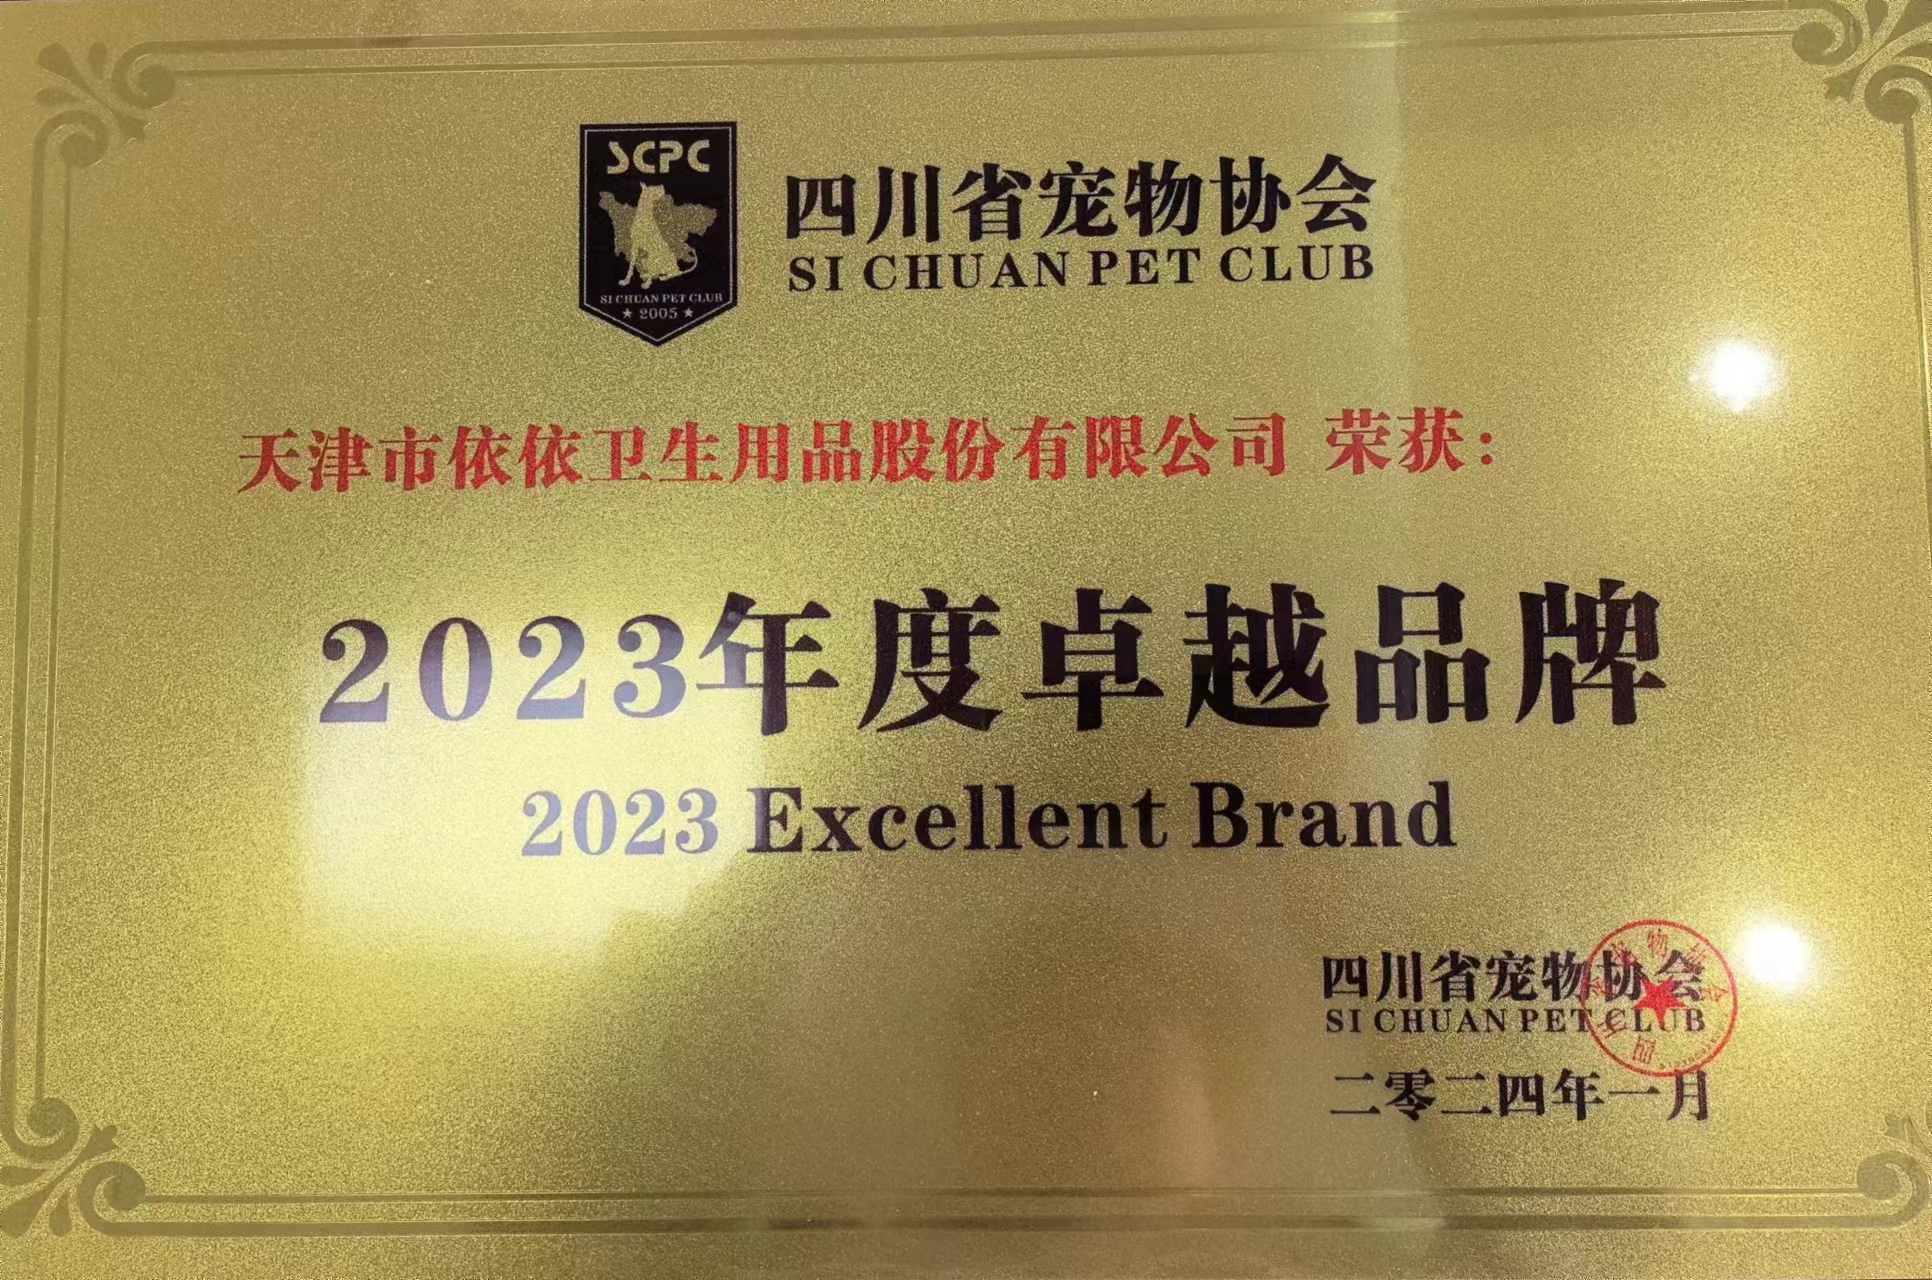 SCPC
SI CHUAN PET CLUB
★ 2005 ★
四川省宠物协会
SI CHUAN PET CLUB
天津市依依卫生用品股份有限公司 荣获：
2023年度卓越品牌
2023 Excellent Brand
四川省宠物协会
SI CHUAN PET CLUB
二零二四年一月